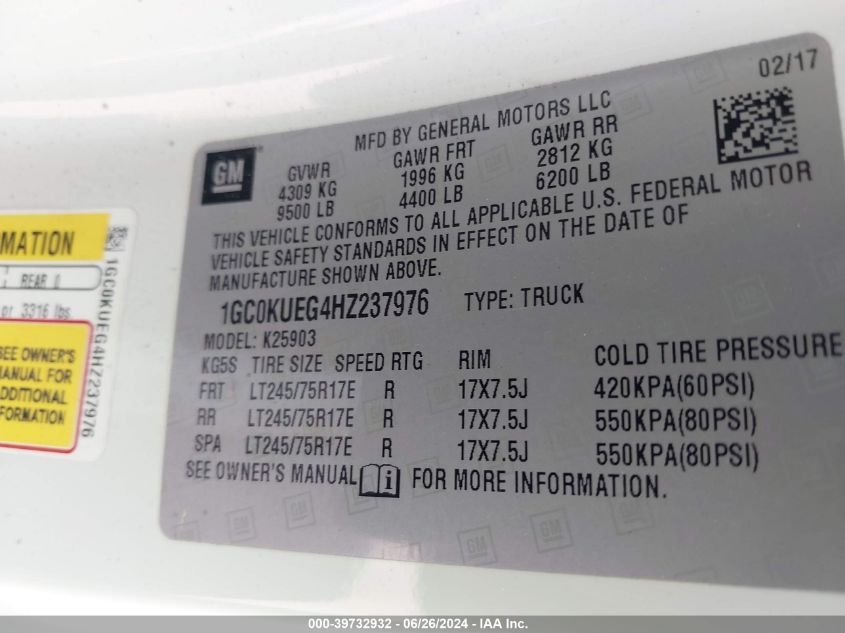 02/17
MFD BY GENERAL MOTORS LLC
GM
GVWR GAWR FRT GAWR RR
4309 KG 1996 KG 2812 KG
9500 LB 4400 LB 6200 LB
THIS VEHICLE CONFORMS TO ALL APPLICABLE U.S. FEDERAL MOTOR
VEHICLE SAFETY STANDARDS IN EFFECT ON THE DATE OF
MANUFACTURE SHOWN ABOVE.
1GC0KUEG4HZ237976 TYPE: TRUCK
MODEL: K25903
KG5S TIRE SIZE SPEED RTG RIM COLD TIRE PRESSURE
FRT LT245/75R17E R 17X7.5J 420KPA(60PSI)
RR LT245/75R17E R 17X7.5J 550KPA(80PSI)
SPA LT245/75R17E R 17X7.5J 550KPA(80PSI)
SEE OWNER'S MANUAL i FOR MORE INFORMATION.
MATION
REAR 0
or 3316 lbs.
SEE OWNER'S
MANUAL FOR
ADDITIONAL
INFORMATION
1GC0KUEG4HZ237976
000-39732932 - 06/26/2024 - IAAI Inc.